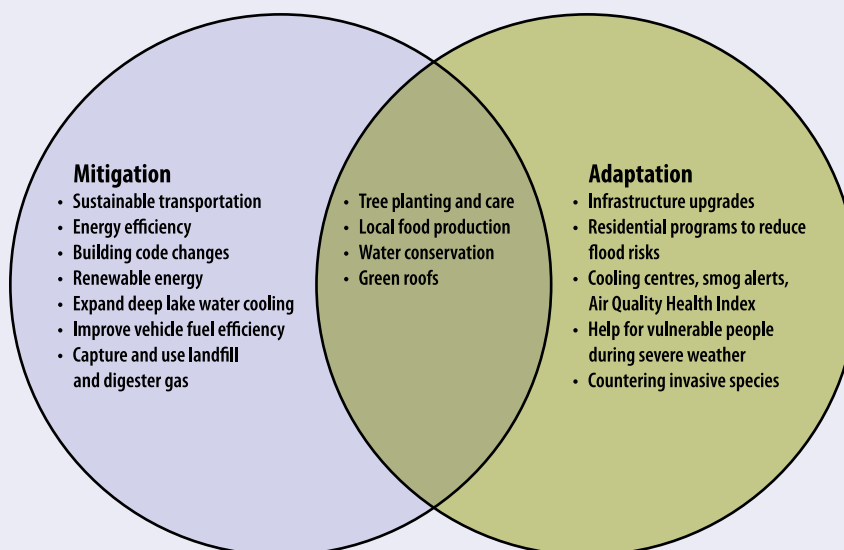 Mitigation
• Sustainable transportation
• Energy efficiency
• Building code changes
• Renewable energy
• Expand deep lake water cooling
• Improve vehicle fuel efficiency
• Capture and use landfill
and digester gas
• Tree planting and care
• Local food production
• Water conservation
• Green roofs
Adaptation
• Infrastructure upgrades
• Residential programs to reduce
flood risks
• Cooling centres, smog alerts,
Air Quality Health Index
• Help for vulnerable people
during severe weather
• Countering invasive species